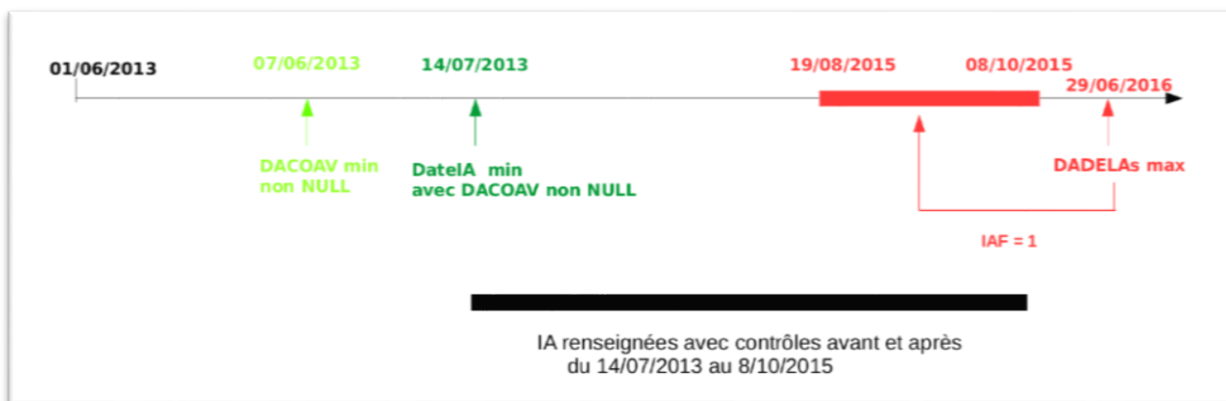 01/06/2013
07/06/2013
14/07/2013
19/08/2015
08/10/2015
29/06/2016
DACOAV min
non NULL
DateIA min
avec DACOAV non NULL
DADELAs max
IAF = 1
IA renseignées avec contrôles avant et après
du 14/07/2013 au 8/10/2015